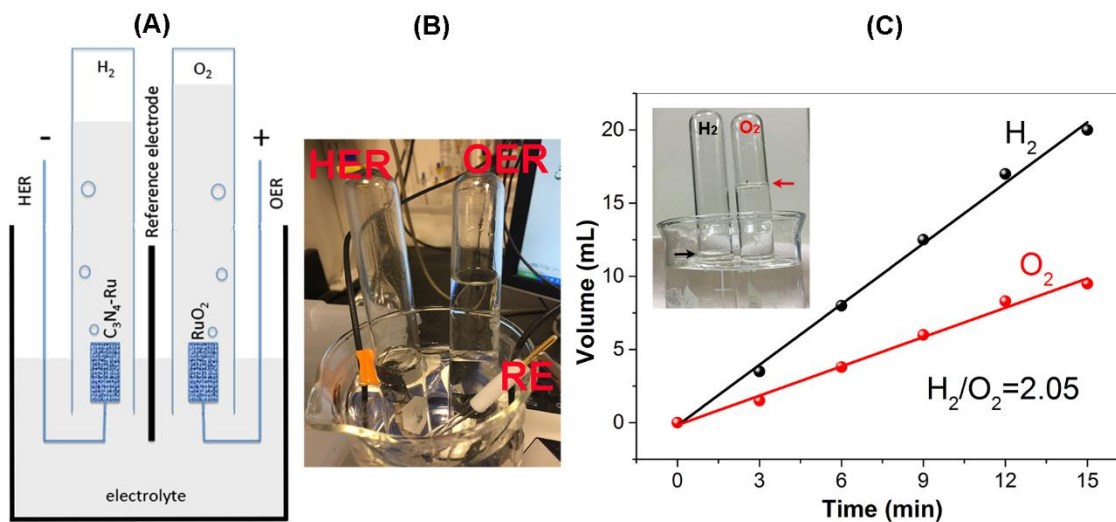 (A)
H₂
O₂
-
+
HER
Reference electrode
OER
C₃N₄-Ru
RuO₂
electrolyte
(B)
HER
OER
RE
(C)
Volume (mL)
20
15
10
5
0
H₂
O₂
H₂
O₂
H₂/O₂=2.05
0 3 6 9 12 15
Time (min)